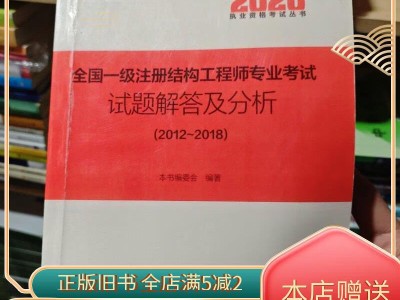 2020
执业资格考试丛书
全国一级注册结构工程师专业考试
试题解答及分析
(2012~2018)
本书编委会 编著
正版旧书 全店满5减2
本店赠送